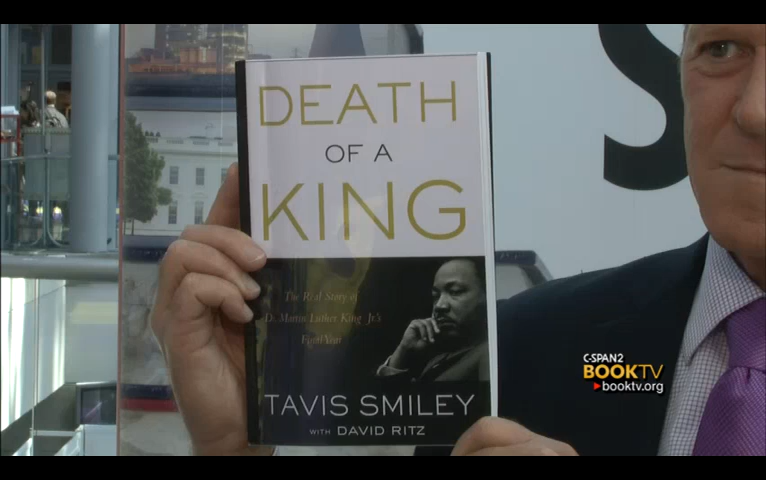 DEATH
OF A
KING
The Real Story of
D. Martin Luther King Jr.'s
Final Year
TAVIS SMILEY
WITH DAVID RITZ
S
C-SPAN2
BOOKTV
booktv.org